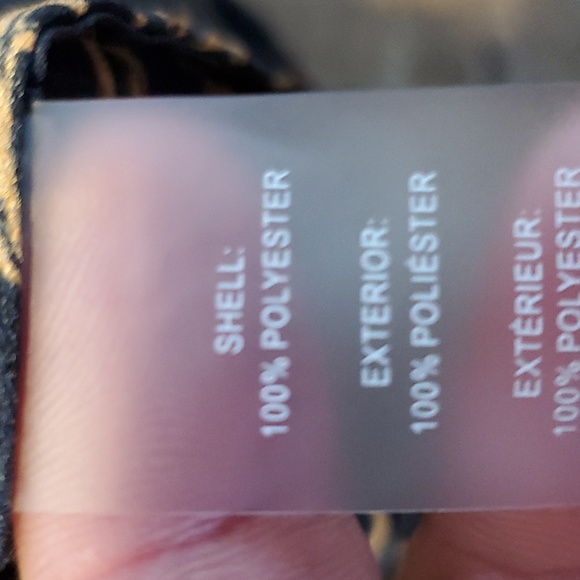 SHELL:
100% POLYESTER
EXTERIOR:
100% POLIÉSTER
EXTÉRIEUR:
100% POLYESTER